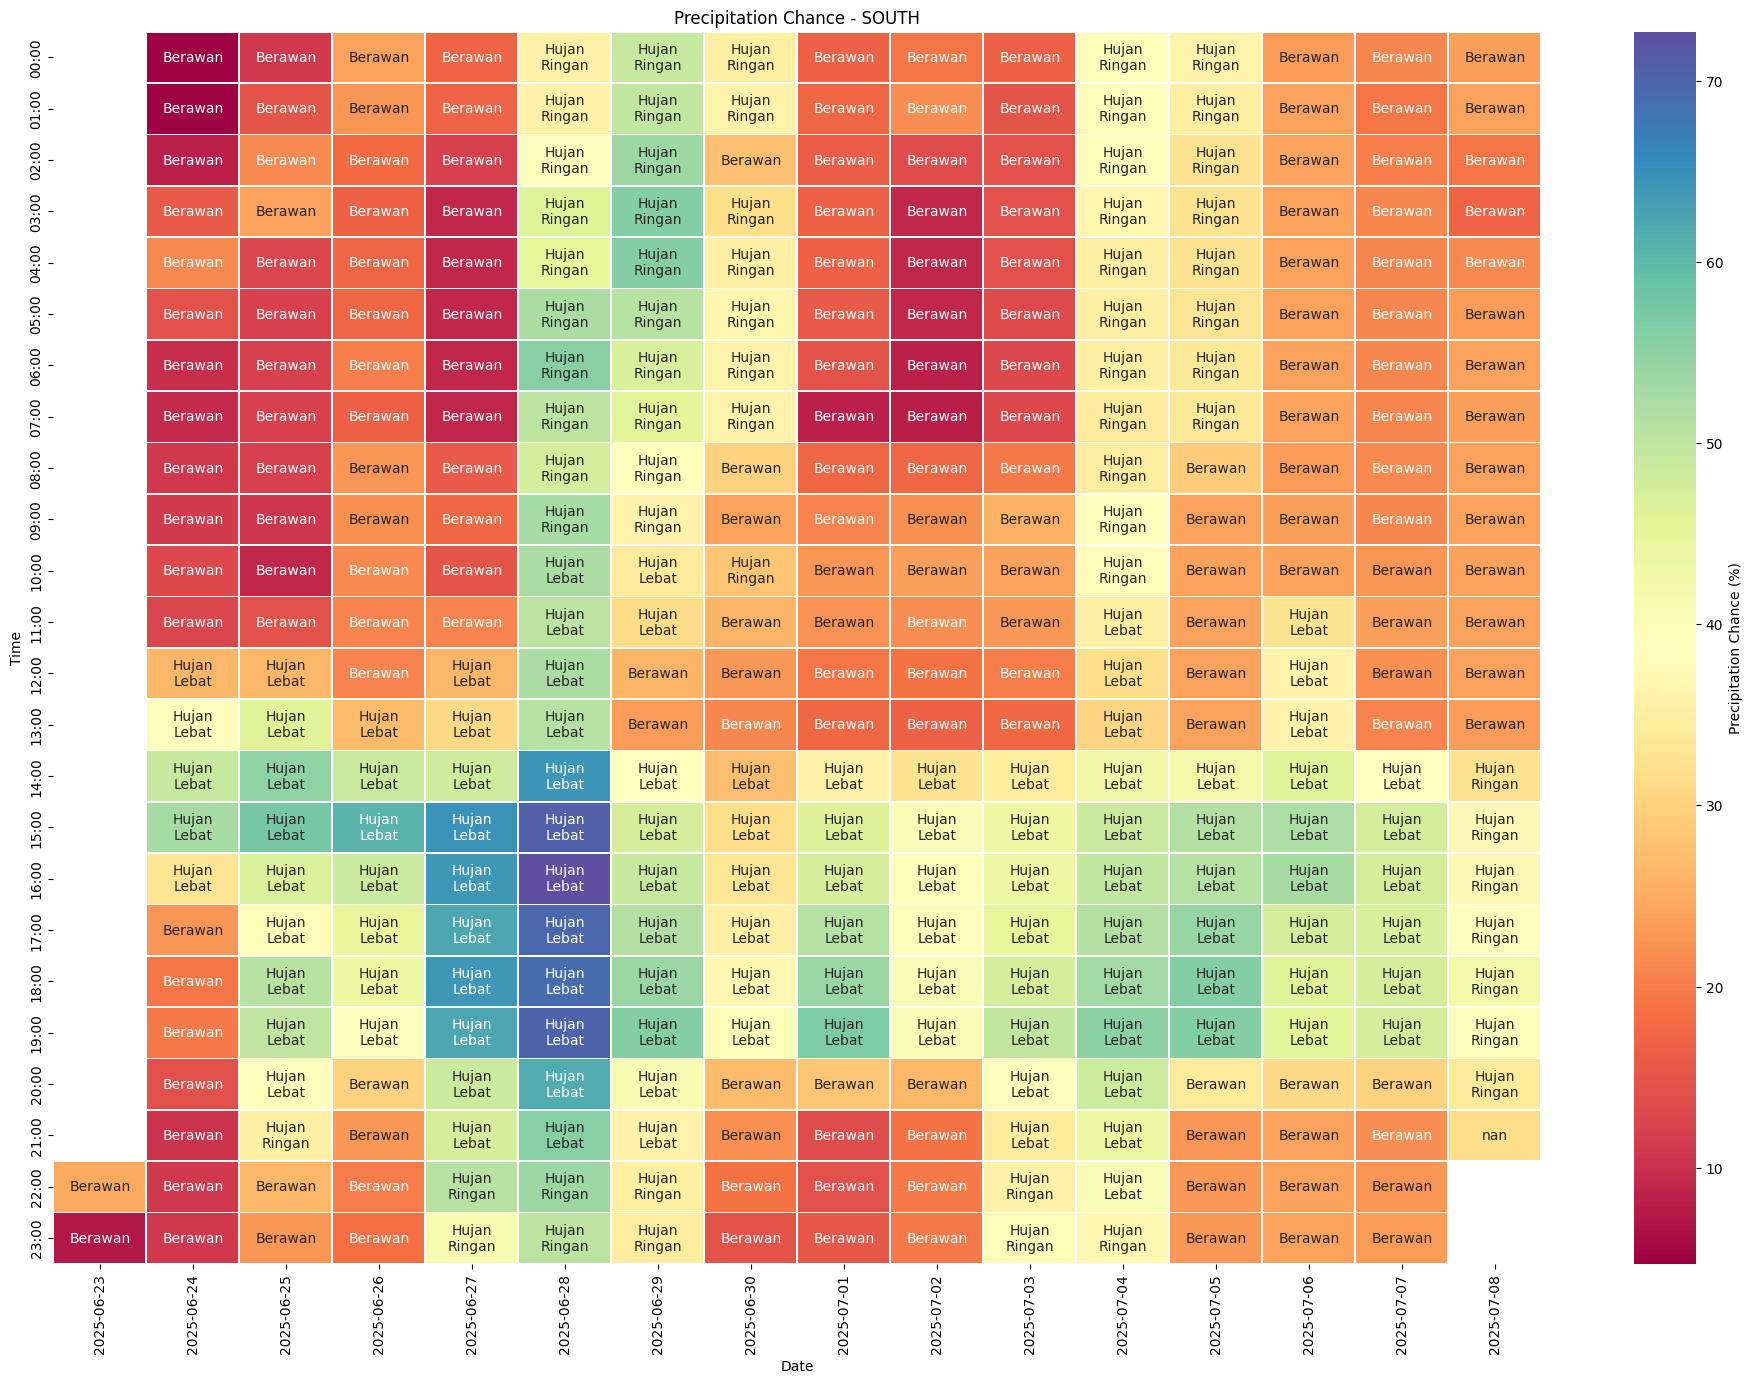 Precipitation Chance - SOUTH
00:00 Berawan Berawan Berawan Berawan Hujan Ringan Hujan Ringan Hujan Ringan Berawan Berawan Berawan Hujan Ringan Hujan Ringan Berawan Berawan Berawan
01:00 Berawan Berawan Berawan Berawan Hujan Ringan Hujan Ringan Hujan Ringan Berawan Berawan Berawan Hujan Ringan Hujan Ringan Berawan Berawan Berawan
02:00 Berawan Berawan Berawan Berawan Hujan Ringan Hujan Ringan Berawan Berawan Berawan Berawan Hujan Ringan Hujan Ringan Berawan Berawan Berawan
03:00 Berawan Berawan Berawan Berawan Hujan Ringan Hujan Ringan Hujan Ringan Berawan Berawan Berawan Hujan Ringan Hujan Ringan Berawan Berawan Berawan
04:00 Berawan Berawan Berawan Berawan Hujan Ringan Hujan Ringan Hujan Ringan Berawan Berawan Berawan Hujan Ringan Hujan Ringan Berawan Berawan Berawan
05:00 Berawan Berawan Berawan Berawan Hujan Ringan Hujan Ringan Hujan Ringan Berawan Berawan Berawan Hujan Ringan Hujan Ringan Berawan Berawan Berawan
06:00 Berawan Berawan Berawan Berawan Hujan Ringan Hujan Ringan Hujan Ringan Berawan Berawan Berawan Hujan Ringan Hujan Ringan Berawan Berawan Berawan
07:00 Berawan Berawan Berawan Berawan Hujan Ringan Hujan Ringan Hujan Ringan Berawan Berawan Berawan Hujan Ringan Hujan Ringan Berawan Berawan Berawan
08:00 Berawan Berawan Berawan Berawan Hujan Ringan Hujan Ringan Berawan Berawan Berawan Berawan Hujan Ringan Berawan Berawan Berawan Berawan
09:00 Berawan Berawan Berawan Berawan Hujan Ringan Hujan Ringan Berawan Berawan Berawan Berawan Hujan Ringan Berawan Berawan Berawan Berawan
10:00 Berawan Berawan Berawan Berawan Hujan Lebat Hujan Lebat Hujan Ringan Berawan Berawan Berawan Hujan Ringan Berawan Berawan Berawan Berawan
11:00 Berawan Berawan Berawan Berawan Hujan Lebat Hujan Lebat Berawan Berawan Berawan Berawan Hujan Lebat Berawan Hujan Lebat Berawan Berawan
12:00 Hujan Lebat Hujan Lebat Berawan Hujan Lebat Hujan Lebat Berawan Berawan Berawan Berawan Berawan Hujan Lebat Berawan Hujan Lebat Berawan Berawan
13:00 Hujan Lebat Hujan Lebat Hujan Lebat Hujan Lebat Hujan Lebat Berawan Berawan Berawan Berawan Berawan Hujan Lebat Berawan Hujan Lebat Berawan Berawan
14:00 Hujan Lebat Hujan Lebat Hujan Lebat Hujan Lebat Hujan Lebat Hujan Lebat Hujan Lebat Hujan Lebat Hujan Lebat Hujan Lebat Hujan Lebat Hujan Lebat Hujan Lebat Hujan Lebat Hujan Ringan
15:00 Hujan Lebat Hujan Lebat Hujan Lebat Hujan Lebat Hujan Lebat Hujan Lebat Hujan Lebat Hujan Lebat Hujan Lebat Hujan Lebat Hujan Lebat Hujan Lebat Hujan Lebat Hujan Lebat Hujan Ringan
16:00 Hujan Lebat Hujan Lebat Hujan Lebat Hujan Lebat Hujan Lebat Hujan Lebat Hujan Lebat Hujan Lebat Hujan Lebat Hujan Lebat Hujan Lebat Hujan Lebat Hujan Lebat Hujan Lebat Hujan Ringan
17:00 Berawan Hujan Lebat Hujan Lebat Hujan Lebat Hujan Lebat Hujan Lebat Hujan Lebat Hujan Lebat Hujan Lebat Hujan Lebat Hujan Lebat Hujan Lebat Hujan Lebat Hujan Lebat Hujan Ringan
18:00 Berawan Hujan Lebat Hujan Lebat Hujan Lebat Hujan Lebat Hujan Lebat Hujan Lebat Hujan Lebat Hujan Lebat Hujan Lebat Hujan Lebat Hujan Lebat Hujan Lebat Hujan Lebat Hujan Ringan
19:00 Berawan Hujan Lebat Hujan Lebat Hujan Lebat Hujan Lebat Hujan Lebat Hujan Lebat Hujan Lebat Hujan Lebat Hujan Lebat Hujan Lebat Hujan Lebat Hujan Lebat Hujan Lebat Hujan Ringan
20:00 Berawan Hujan Lebat Berawan Hujan Lebat Hujan Lebat Hujan Lebat Berawan Berawan Berawan Hujan Lebat Hujan Lebat Berawan Berawan Berawan Hujan Ringan
21:00 Berawan Hujan Ringan Berawan Hujan Lebat Hujan Lebat Hujan Lebat Berawan Berawan Berawan Hujan Lebat Hujan Lebat Berawan Berawan Berawan nan
22:00 Berawan Berawan Berawan Berawan Hujan Ringan Hujan Ringan Hujan Ringan Berawan Berawan Berawan Hujan Ringan Hujan Lebat Berawan Berawan Berawan
23:00 Berawan Berawan Berawan Berawan Hujan Ringan Hujan Ringan Hujan Ringan Berawan Berawan Berawan Hujan Ringan Hujan Ringan Berawan Berawan Berawan
2025-06-23 2025-06-24 2025-06-25 2025-06-26 2025-06-27 2025-06-28 2025-06-29 2025-06-30 2025-07-01 2025-07-02 2025-07-03 2025-07-04 2025-07-05 2025-07-06 2025-07-07 2025-07-08
Date
Time
70
60
50
40
30
20
10
Precipitation Chance (%)